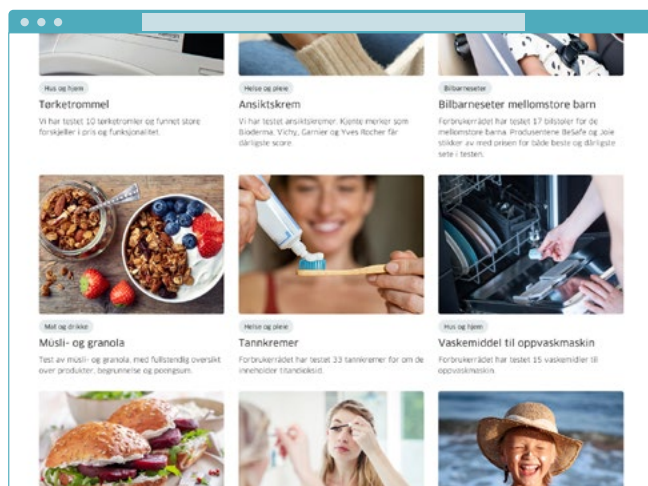 Hus og hjem
Tørketrommel
Vi har testet 10 tørketromler og funnet store
forskjeller i pris og funksjonalitet.
Helse og pleie
Ansiktskrem
Vi har testet ansiktskremer. Kjente merker som
Bioderma, Vichy, Garnier og Yves Rocher får
dårligste score.
Bilbarneseter
Bilbarneseter mellomstore barn
Forbrukerrådet har testet 17 bilstoler for de
mellomstore barna. Produsentene BeSafe og Joie
stikker av med prisen for både beste og dårligste
sete i testen.
Mat og drikke
Müsli- og granola
Test av müsli- og granola, med fullstendig oversikt
over produkter, begrunnelse og poengsum.
Helse og pleie
Tannkremer
Forbrukerrådet har testet 33 tannkremer for om de
inneholder titandioksid.
Hus og hjem
Vaskemiddel til oppvaskmaskin
Forbrukerrådet har testet 15 vaskemidler til
oppvaskmaskin.